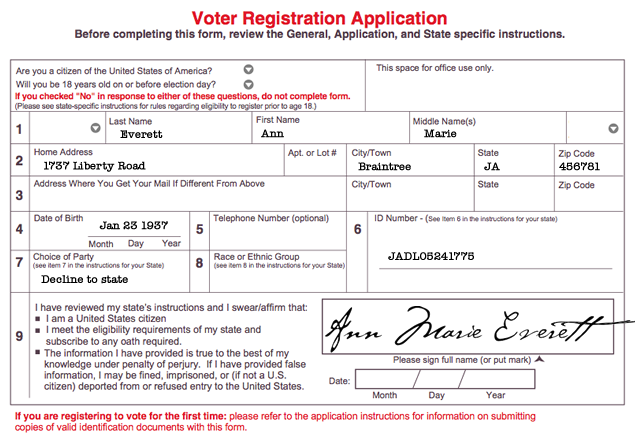 Voter Registration Application
Before completing this form, review the General, Application, and State specific instructions.
Are you a citizen of the United States of America?
Will you be 18 years old on or before election day?
If you checked "No" in response to either of these questions, do not complete form.
(Please see state-specific instructions for rules regarding eligibility to register prior to age 18.)
This space for office use only.
1
Last Name
Everett
First Name
Ann
Middle Name(s)
Marie
2
Home Address
1737 Liberty Road
Apt. or Lot #
City/Town
Braintree
State
JA
Zip Code
456781
3
Address Where You Get Your Mail If Different From Above
City/Town
State
Zip Code
4
Date of Birth
Jan 23 1937
Month Day Year
5
Telephone Number (optional)
6
ID Number - (See Item 6 in the instructions for your state)
JADL05241775
7
Choice of Party
(see item 7 in the instructions for your State)
Decline to state
8
Race or Ethnic Group
(see item 8 in the instructions for your State)
9
I have reviewed my state's instructions and I swear/affirm that:
■ I am a United States citizen
■ I meet the eligibility requirements of my state and
subscribe to any oath required.
■ The information I have provided is true to the best of my
knowledge under penalty of perjury. If I have provided false
information, I may be fined, imprisoned, or (if not a U.S.
citizen) deported from or refused entry to the United States.
Ann Marie Everett
Please sign full name (or put mark)
Date: / /
Month Day Year
If you are registering to vote for the first time: please refer to the application instructions for information on submitting
copies of valid identification documents with this form.